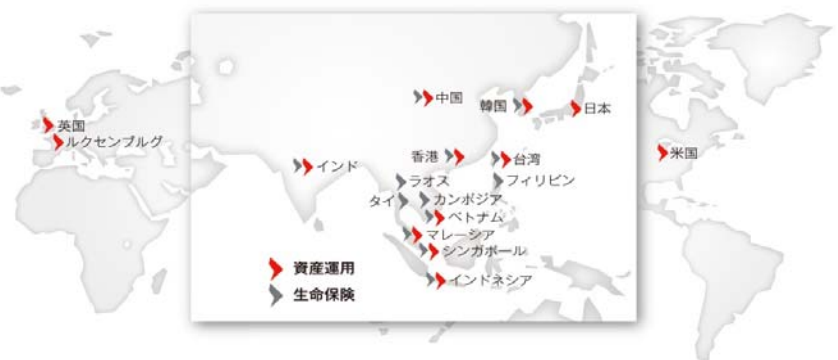 中国
韓国
日本
英国
ルクセンブルグ
香港
台湾
米国
インド
ラオス
フィリピン
タイ
カンボジア
ベトナム
マレーシア
シンガポール
資産運用
インドネシア
生命保険